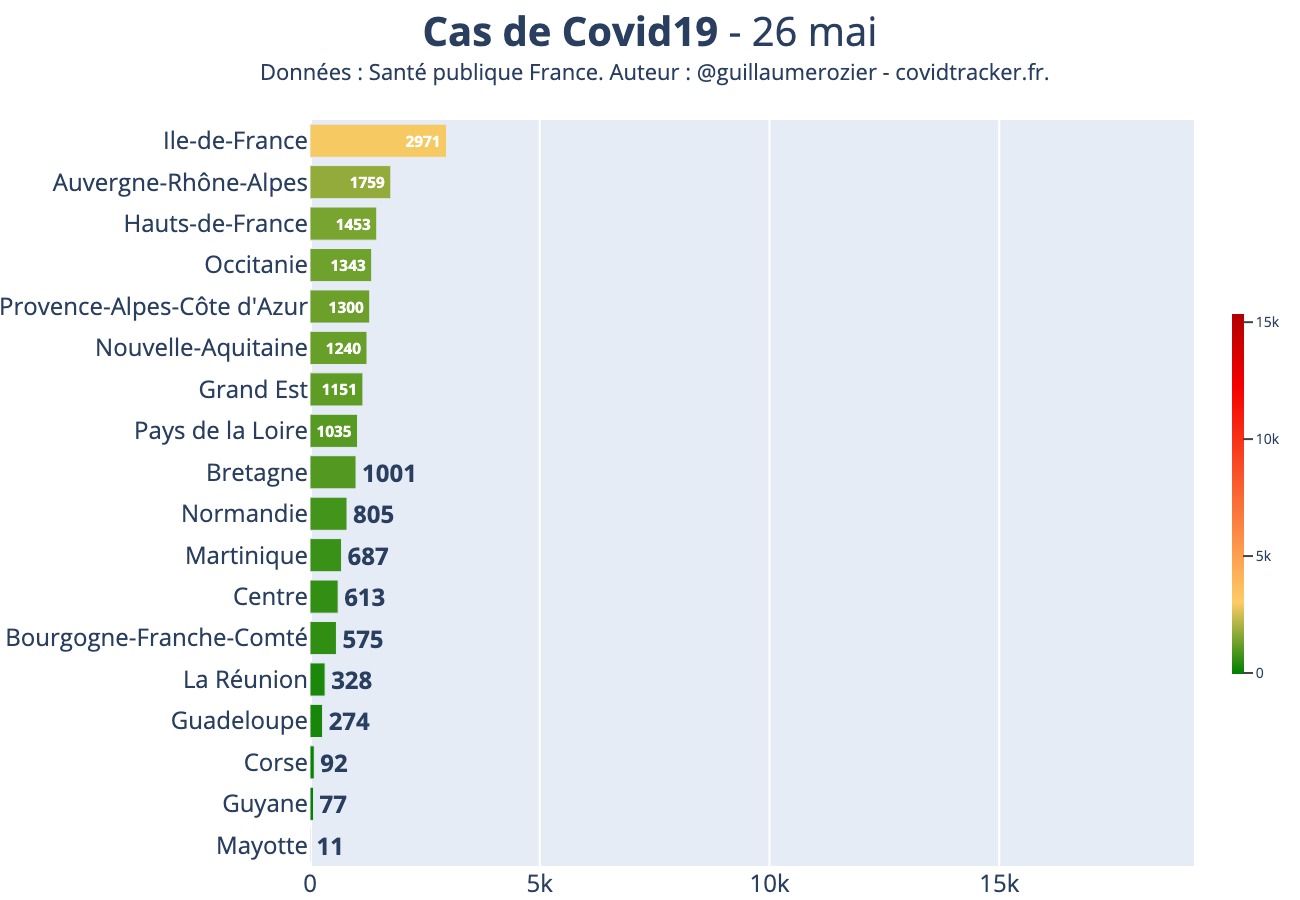 Cas de Covid19 - 26 mai
Données : Santé publique France. Auteur : @guillaumerozier - covidtracker.fr.
Ile-de-France 2971
Auvergne-Rhône-Alpes 1759
Hauts-de-France 1453
Occitanie 1343
Provence-Alpes-Côte d'Azur 1300
Nouvelle-Aquitaine 1240
Grand Est 1151
Pays de la Loire 1035
Bretagne 1001
Normandie 805
Martinique 687
Centre 613
Bourgogne-Franche-Comté 575
La Réunion 328
Guadeloupe 274
Corse 92
Guyane 77
Mayotte 11
0 5k 10k 15k
15k
10k
5k
0